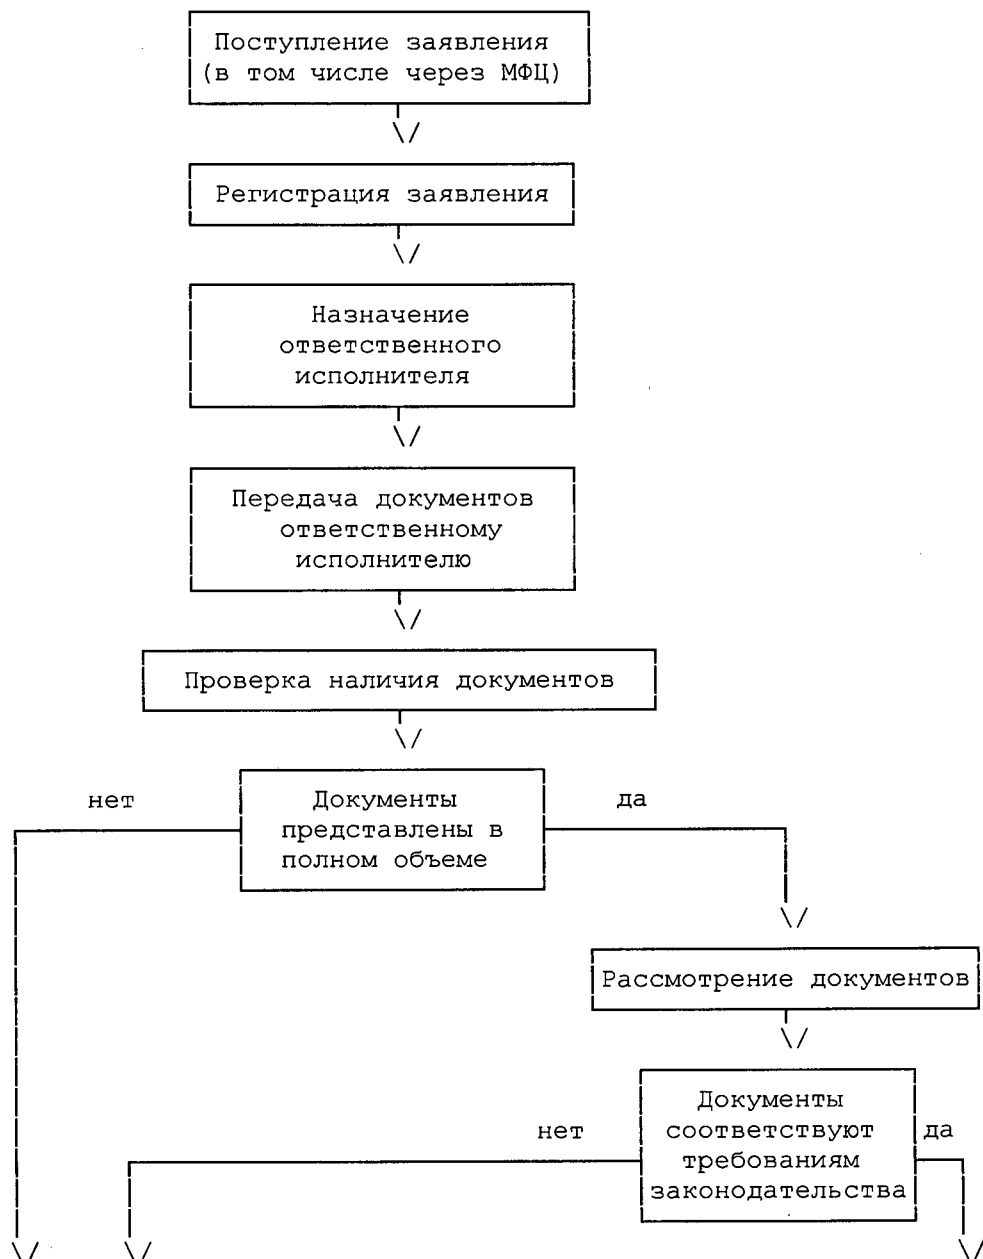 Поступление заявления
(в том числе через МФЦ)
Регистрация заявления
Назначение
ответственного
исполнителя
Передача документов
ответственному
исполнителю
Проверка наличия документов
нет
Документы
представлены в
полном объеме
да
Рассмотрение документов
нет
Документы
соответствуют
требованиям
законодательства
да